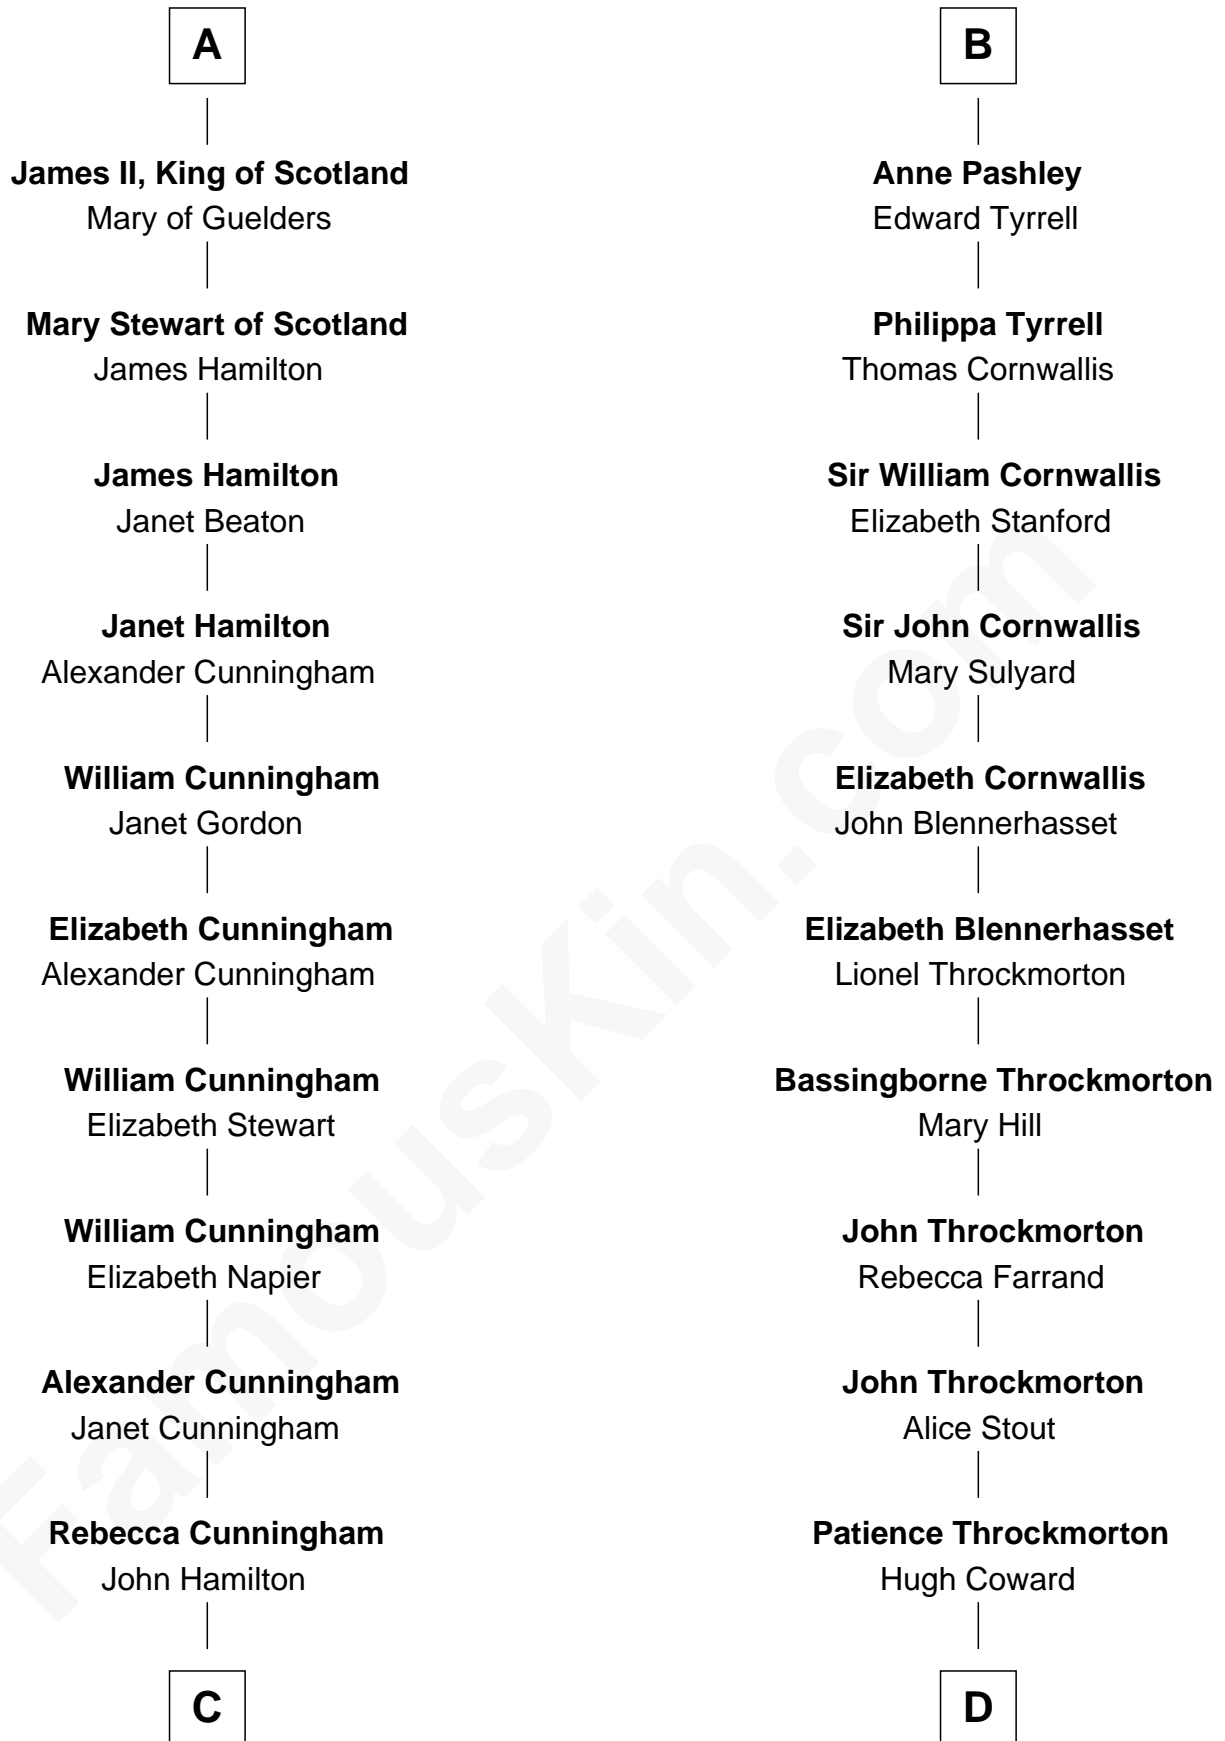 A
James II, King of Scotland
Mary of Guelders
Mary Stewart of Scotland
James Hamilton
James Hamilton
Janet Beaton
Janet Hamilton
Alexander Cunningham
William Cunningham
Janet Gordon
Elizabeth Cunningham
Alexander Cunningham
William Cunningham
Elizabeth Stewart
William Cunningham
Elizabeth Napier
Alexander Cunningham
Janet Cunningham
Rebecca Cunningham
John Hamilton
C
B
Anne Pashley
Edward Tyrrell
Philippa Tyrrell
Thomas Cornwallis
Sir William Cornwallis
Elizabeth Stanford
Sir John Cornwallis
Mary Sulyard
Elizabeth Cornwallis
John Blennerhasset
Elizabeth Blennerhasset
Lionel Throckmorton
Bassingborne Throckmorton
Mary Hill
John Throckmorton
Rebecca Farrand
John Throckmorton
Alice Stout
Patience Throckmorton
Hugh Coward
D
FamousKin.com